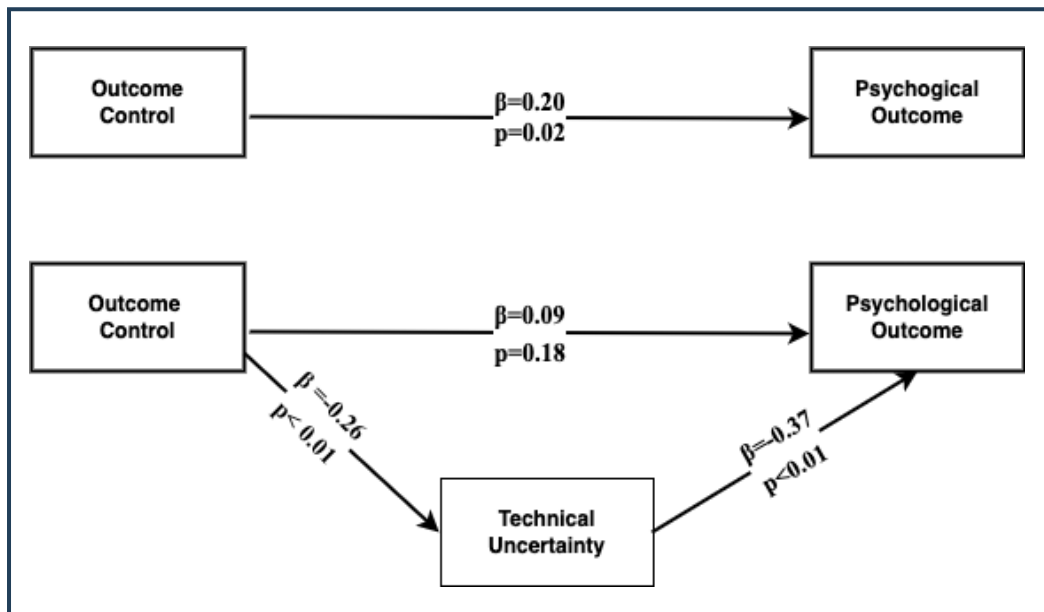 Outcome
Control
β=0.20
p=0.02
Psychogical
Outcome
Outcome
Control
β=0.09
p=0.18
Psychological
Outcome
β =-0.26
p< 0.01
β=-0.37
p<0.01
Technical
Uncertainty